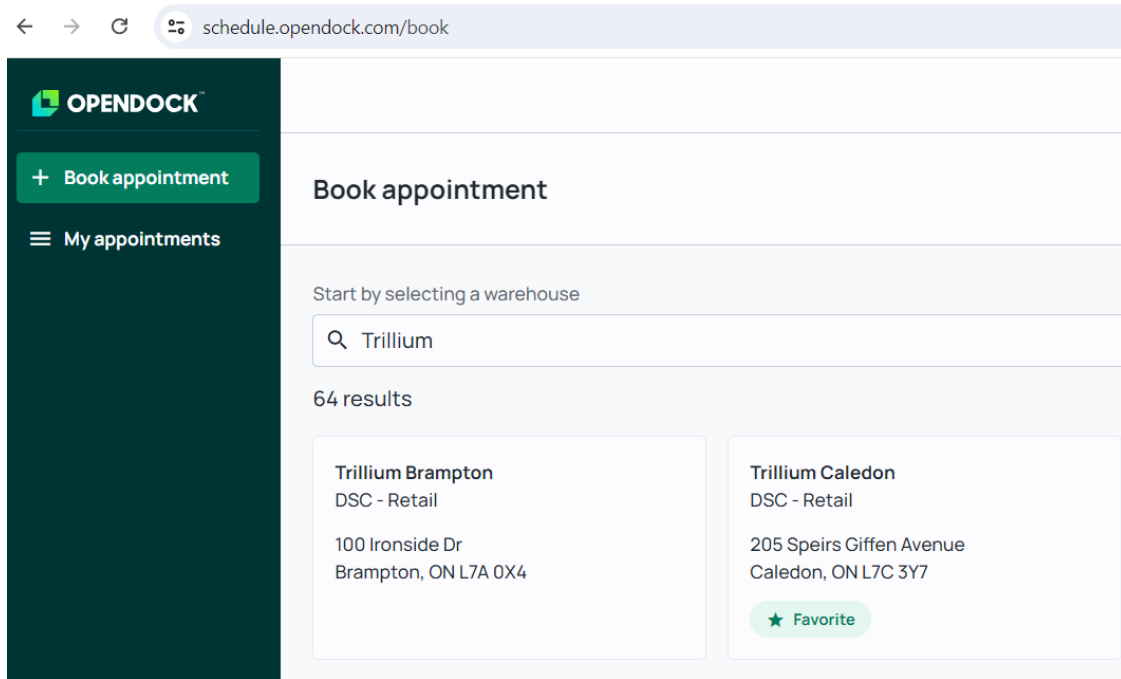 schedule.opendock.com/book
OPENDOCK™
Book appointment
My appointments
Book appointment
Start by selecting a warehouse
Trillium
64 results
Trillium Brampton
DSC - Retail
100 Ironside Dr
Brampton, ON L7A 0X4
Trillium Caledon
DSC - Retail
205 Speirs Giffen Avenue
Caledon, ON L7C 3Y7
Favorite